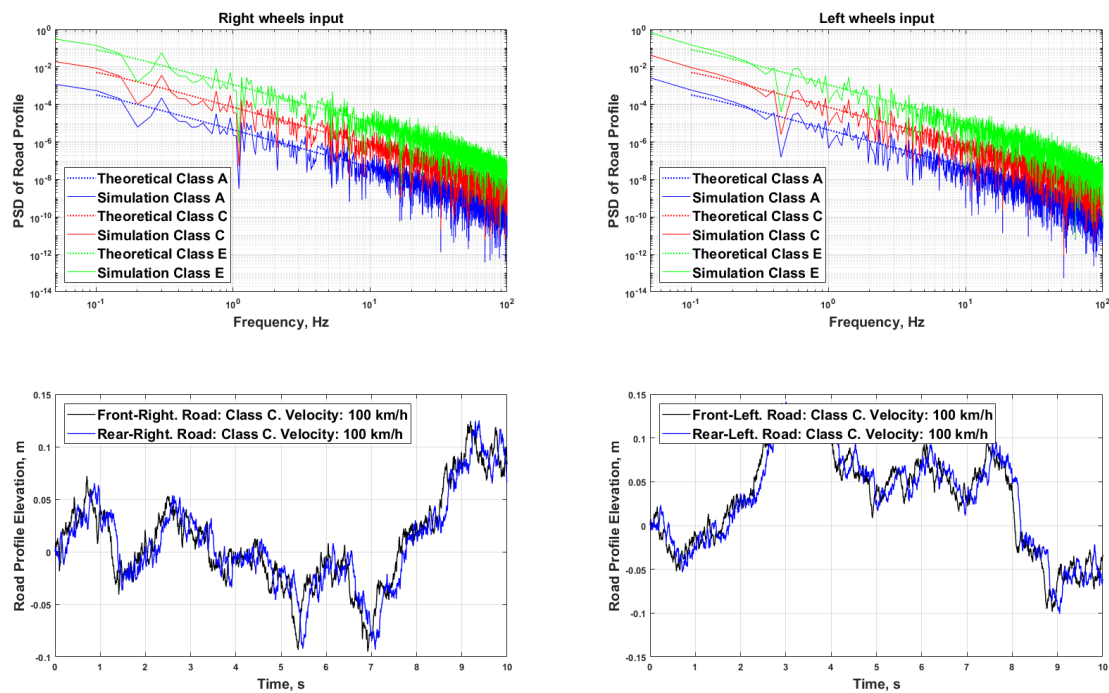 Right wheels input
PSD of Road Profile
10^0
10^-2
10^-4
10^-6
10^-8
10^-10
10^-12
10^-14
Theoretical Class A
Simulation Class A
Theoretical Class C
Simulation Class C
Theoretical Class E
Simulation Class E
10^-1 10^0 10^1 10^2
Frequency, Hz
Left wheels input
PSD of Road Profile
10^0
10^-2
10^-4
10^-6
10^-8
10^-10
10^-12
10^-14
Theoretical Class A
Simulation Class A
Theoretical Class C
Simulation Class C
Theoretical Class E
Simulation Class E
10^-1 10^0 10^1 10^2
Frequency, Hz
Road Profile Elevation, m
0.15
0.1
0.05
0
-0.05
-0.1
Front-Right. Road: Class C. Velocity: 100 km/h
Rear-Right. Road: Class C. Velocity: 100 km/h
0 1 2 3 4 5 6 7 8 9 10
Time, s
Road Profile Elevation, m
0.15
0.1
0.05
0
-0.05
-0.1
-0.15
Front-Left. Road: Class C. Velocity: 100 km/h
Rear-Left. Road: Class C. Velocity: 100 km/h
0 1 2 3 4 5 6 7 8 9 10
Time, s